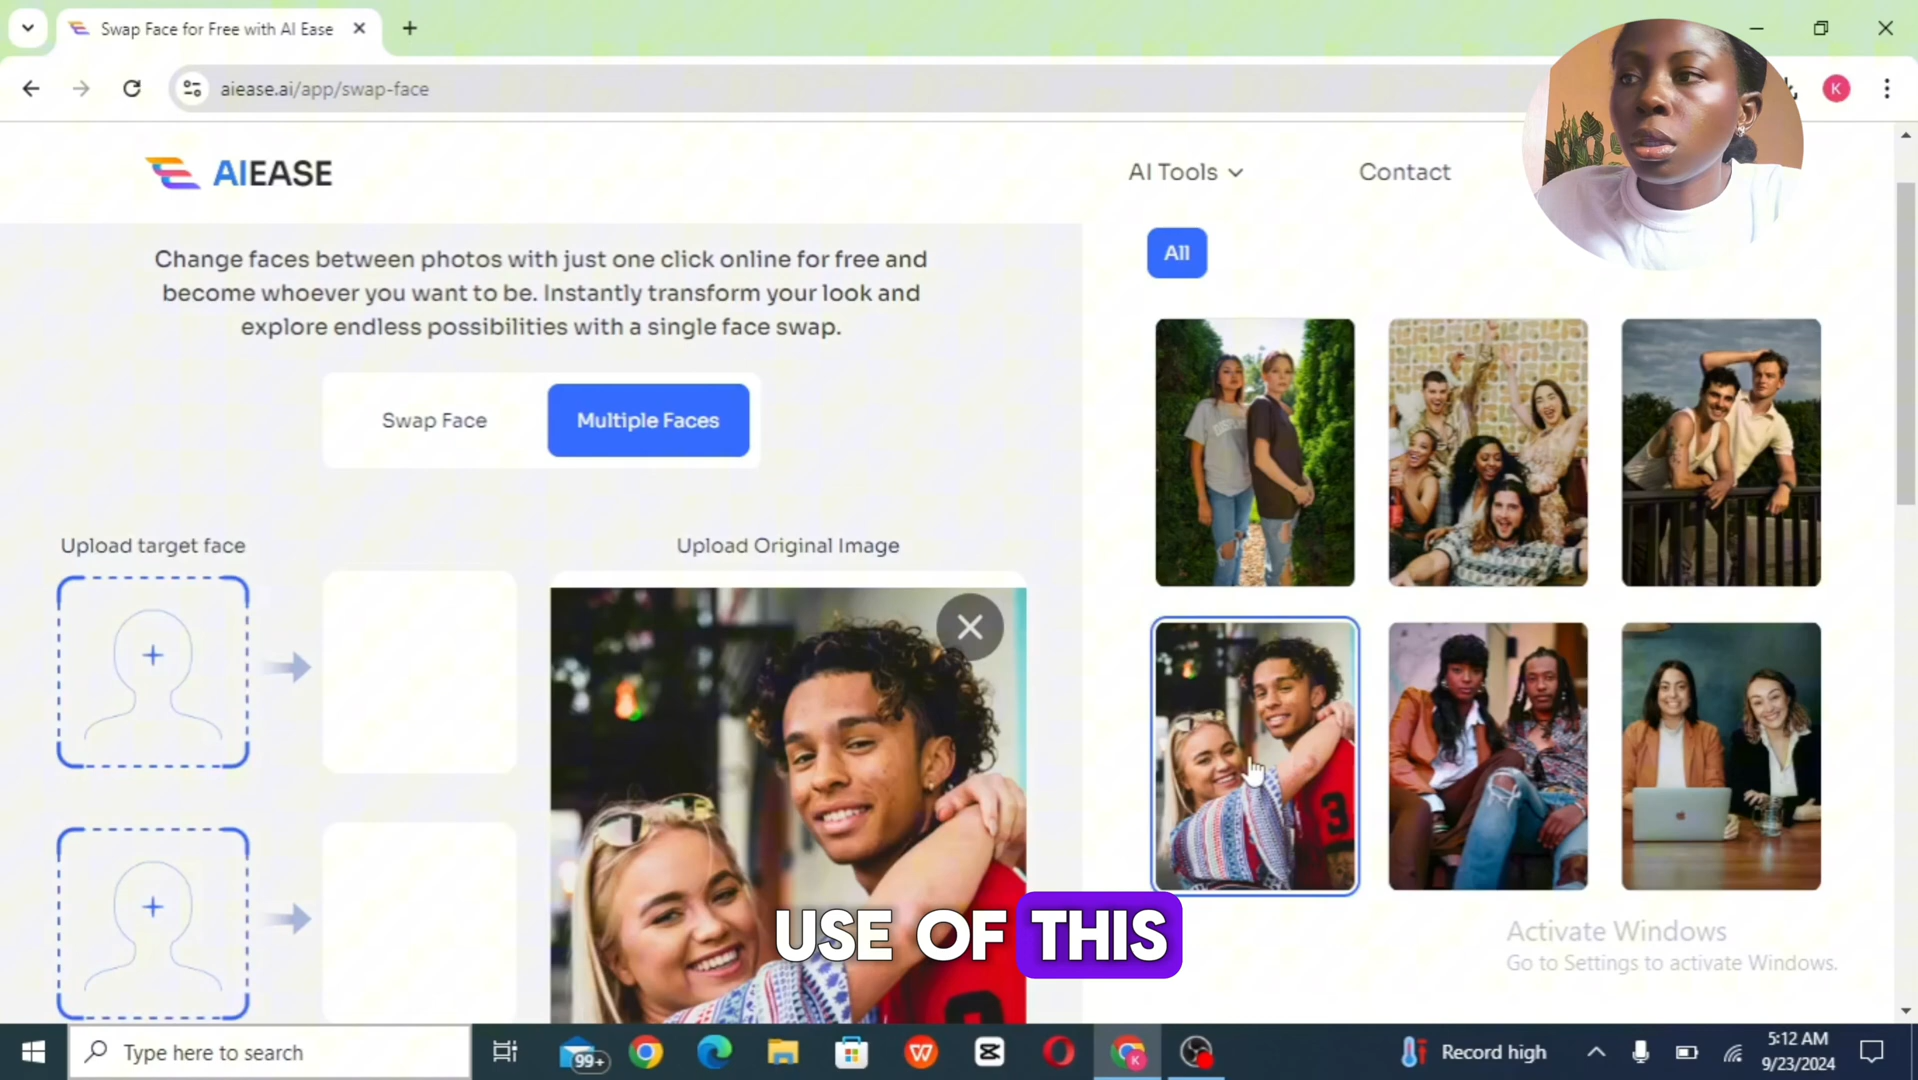 Swap Face for Free with AI Ease
aiease.ai/app/swap-face
K
AIEASE
AI Tools
Contact
Change faces between photos with just one click online for free and
become whoever you want to be. Instantly transform your look and
explore endless possibilities with a single face swap.
All
Swap Face
Multiple Faces
Upload target face
Upload Original Image
3
USE OF THIS
Activate Windows
Go to Settings to activate Windows.
Type here to search
99+
K
Record high
5:12 AM
9/23/2024